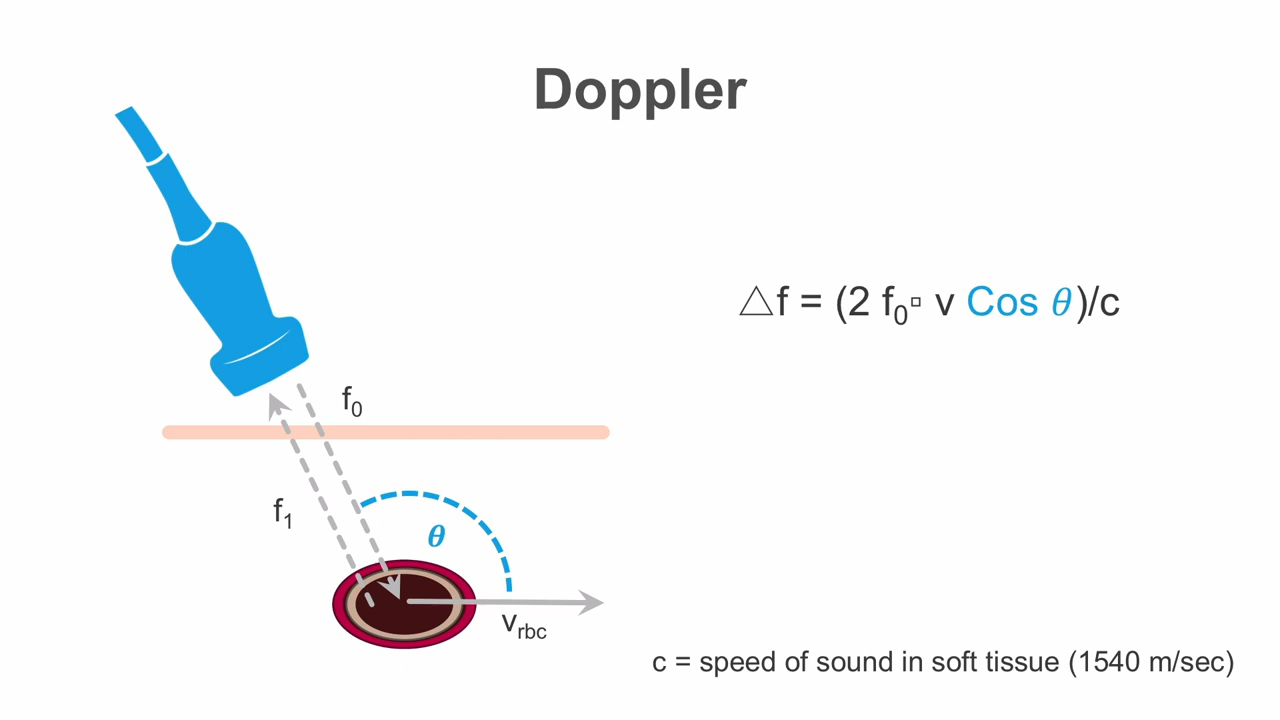 Doppler
△f = (2 f₀▫ v Cos θ)/c
f₀
f₁
θ
vrbc
c = speed of sound in soft tissue (1540 m/sec)